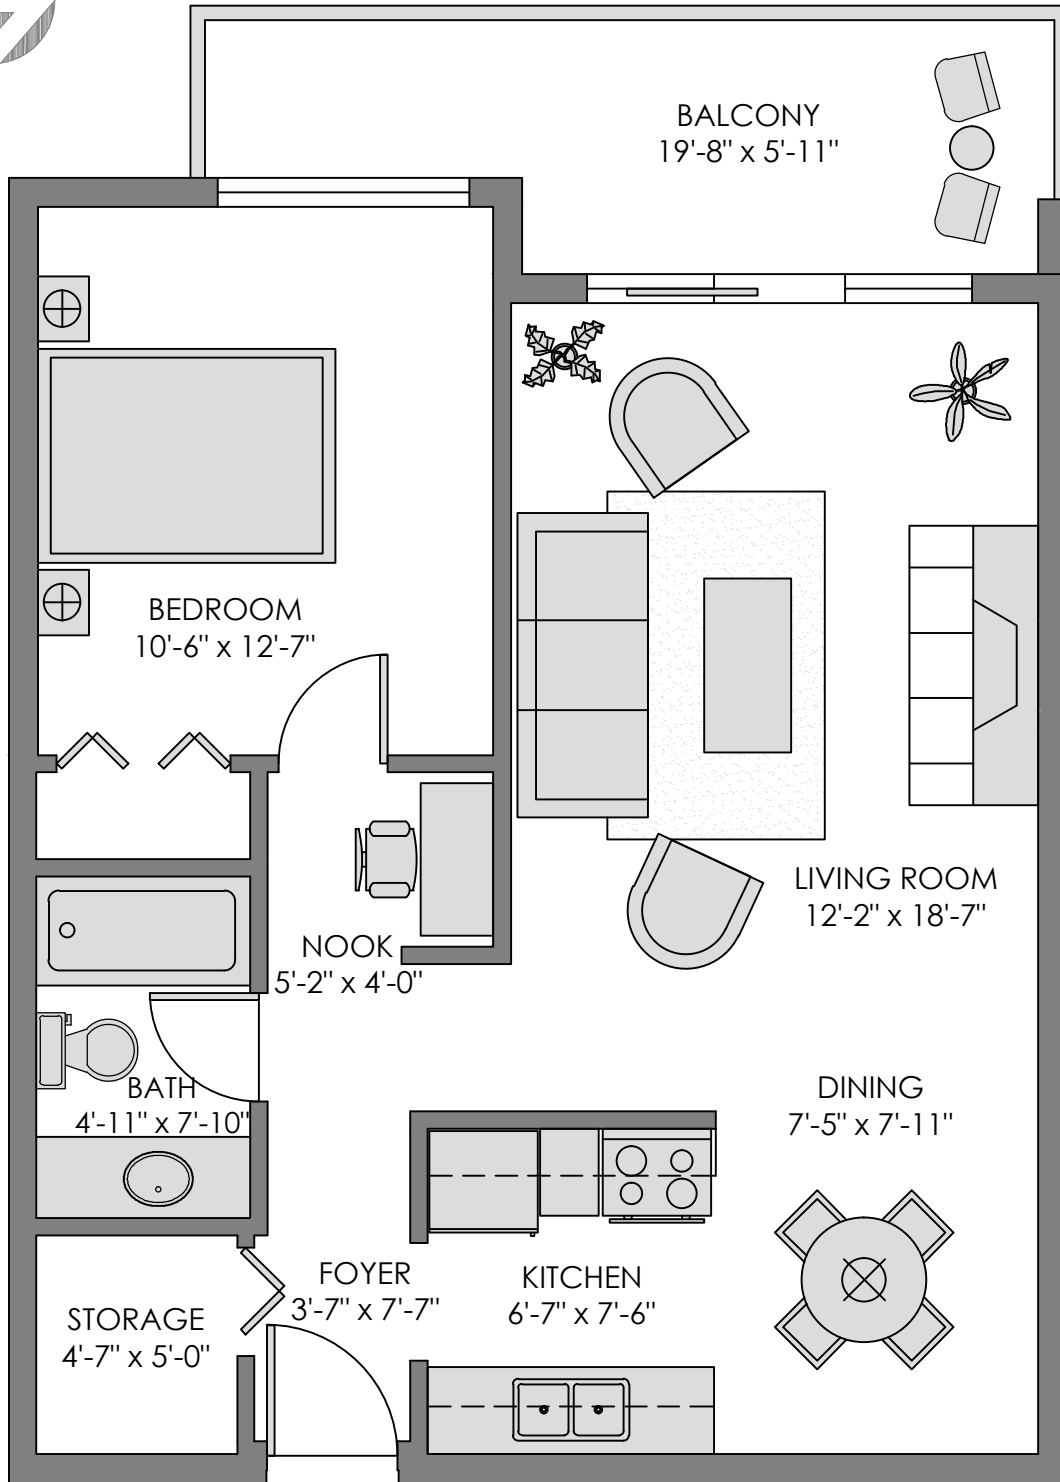 BALCONY
19'-8" x 5'-11"
BEDROOM
10'-6" x 12'-7"
LIVING ROOM
12'-2" x 18'-7"
NOOK
5'-2" x 4'-0"
BATH
4'-11" x 7'-10"
DINING
7'-5" x 7'-11"
FOYER
3'-7" x 7'-7"
KITCHEN
6'-7" x 7'-6"
STORAGE
4'-7" x 5'-0"